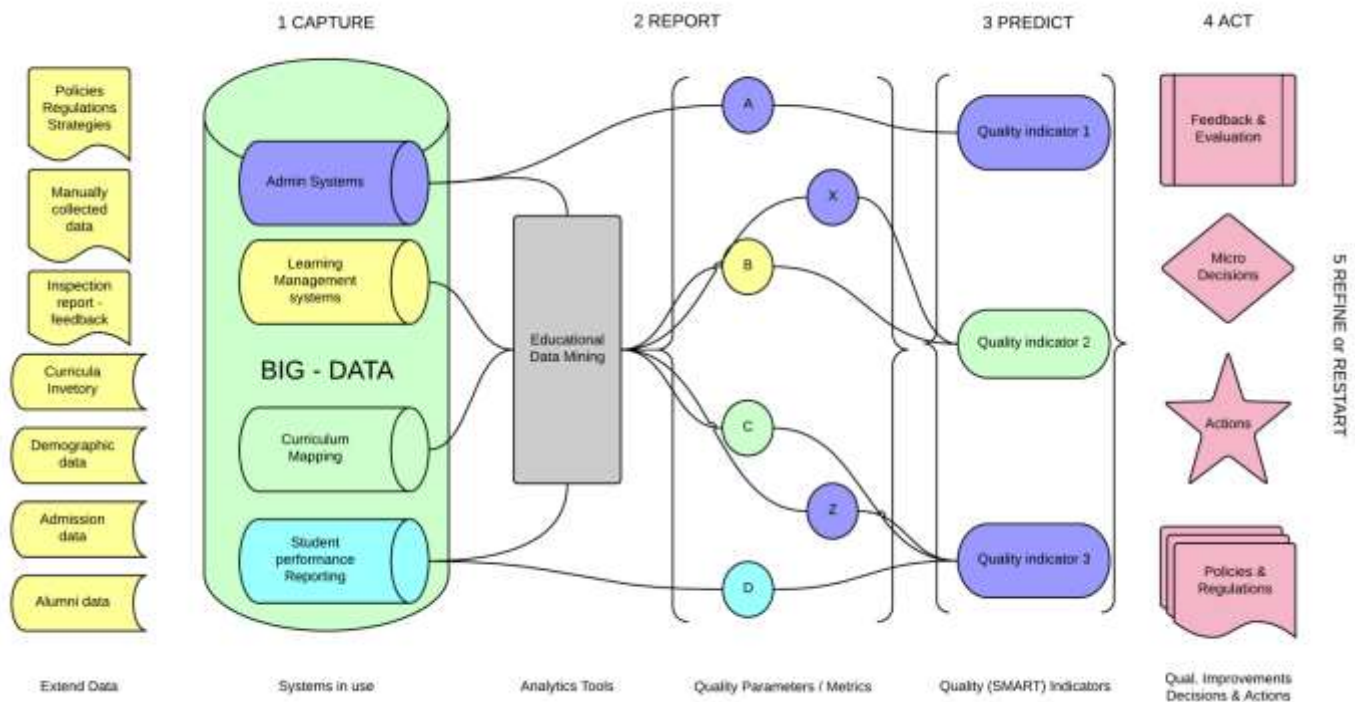 1 CAPTURE
2 REPORT
3 PREDICT
4 ACT
Policies
Regulations
Strategies
Manually
collected
data
Inspection
report -
feedback
Curricula
Invetory
Demographic
data
Admission
data
Alumni data
Admin Systems
Learning
Management
systems
BIG - DATA
Curriculum
Mapping
Student
performance
Reporting
Educational
Data Mining
A
X
B
C
Z
D
Quality indicator 1
Quality indicator 2
Quality indicator 3
Feedback &
Evaluation
Micro
Decisions
Actions
Policies &
Regulations
5 REFINE or RESTART
Extend Data
Systems in use
Analytics Tools
Quality Parameters / Metrics
Quality (SMART) Indicators
Qual. Improvements
Decisions & Actions